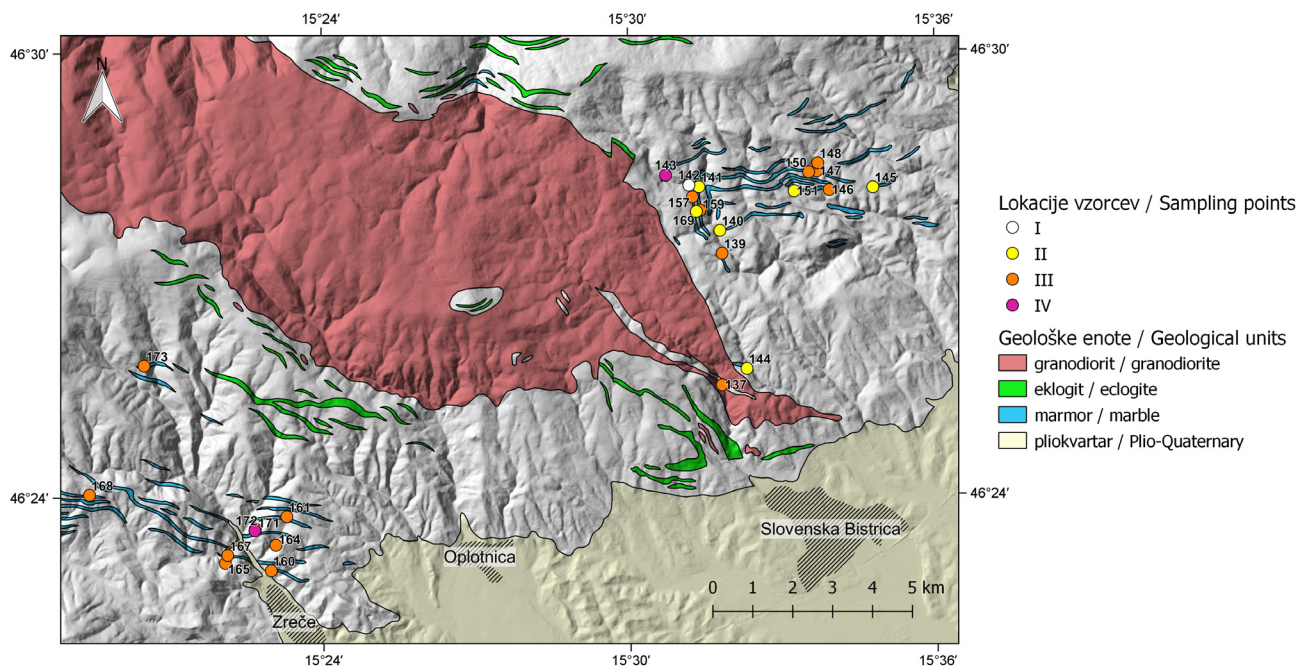 15°24′ 15°30′ 15°36′
46°30′ 46°30′
N
148
150 147
143
142 141 145
151 146
157 159
169 140
139
144
173 137
168 46°24′ 46°24′
161
172 171
164
167
165 160
Slovenska Bistrica
Oplotnica
Zreče
0 1 2 3 4 5 km
15°24′ 15°30′ 15°36′
Lokacije vzorcev / Sampling points
I
II
III
IV
Geološke enote / Geological units
granodiorit / granodiorite
eklogit / eclogite
marmor / marble
pliokvartar / Plio-Quaternary